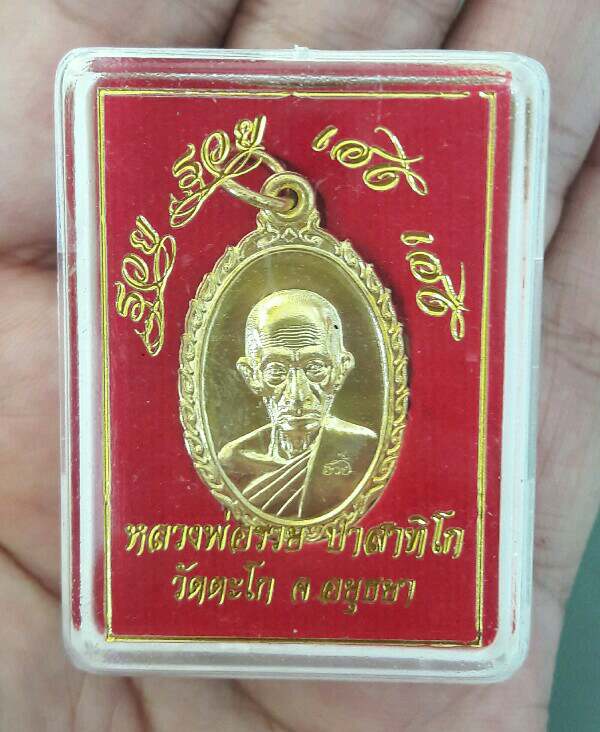 รวย รวย เฮง เฮง
หลวงพ่อรวย ปาสาทิโก
วัดตะโก จ.อยุธยา